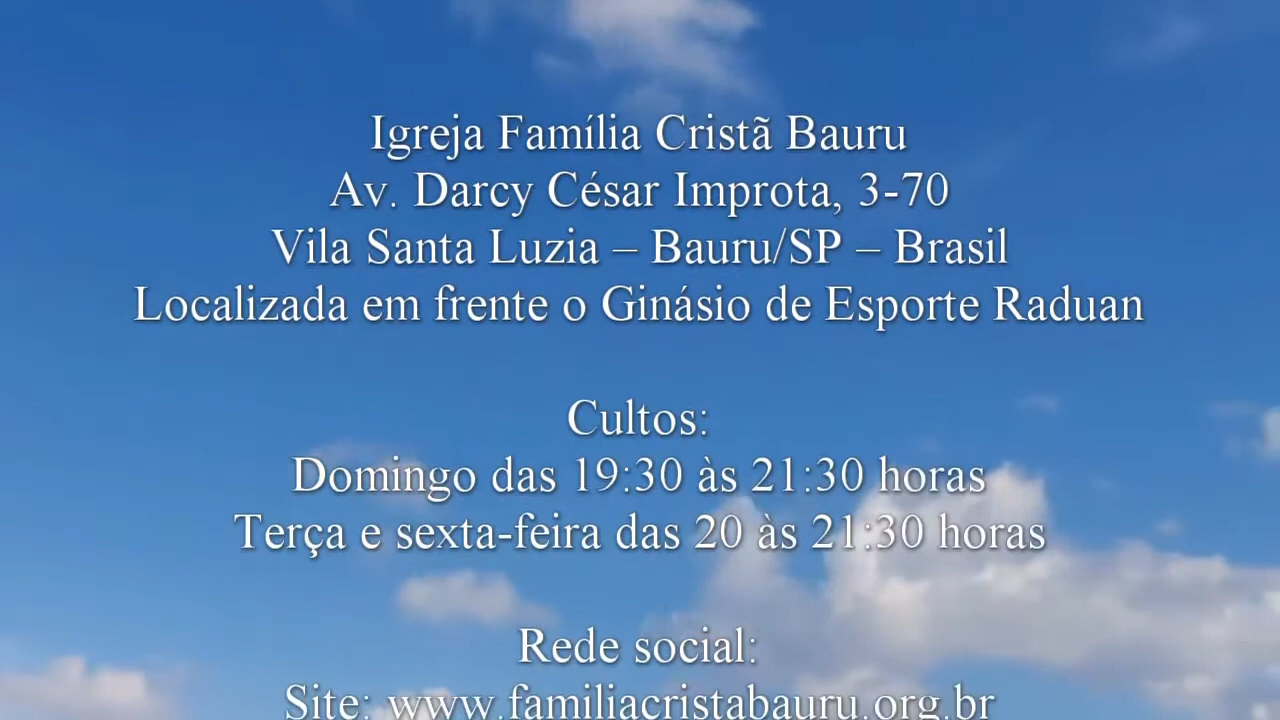 Igreja Família Cristã Bauru
Av. Darcy César Improta, 3-70
Vila Santa Luzia – Bauru/SP – Brasil
Localizada em frente o Ginásio de Esporte Raduan
Cultos:
Domingo das 19:30 às 21:30 horas
Terça e sexta-feira das 20 às 21:30 horas
Rede social:
Site: www.familiacristabauru.org.br